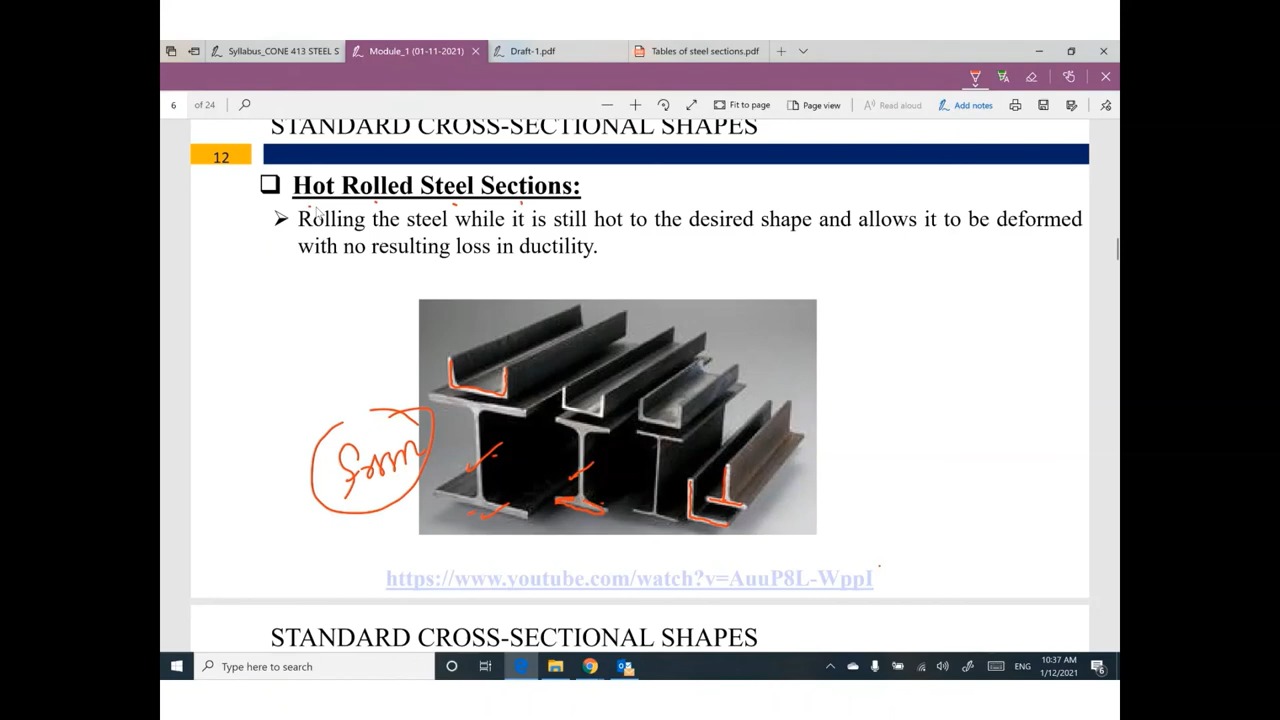 Syllabus_CONE 413 STEEL S
Module_1 (01-11-2021)
Draft-1.pdf
Tables of steel sections.pdf
6 of 24
Fit to page
Page view
Read aloud
Add notes
STANDARD CROSS-SECTIONAL SHAPES
12
Hot Rolled Steel Sections:
Rolling the steel while it is still hot to the desired shape and allows it to be deformed
with no resulting loss in ductility.
https://www.youtube.com/watch?v=AuuP8L-WppI
STANDARD CROSS-SECTIONAL SHAPES
Type here to search
ENG
10:37 AM
1/12/2021
6